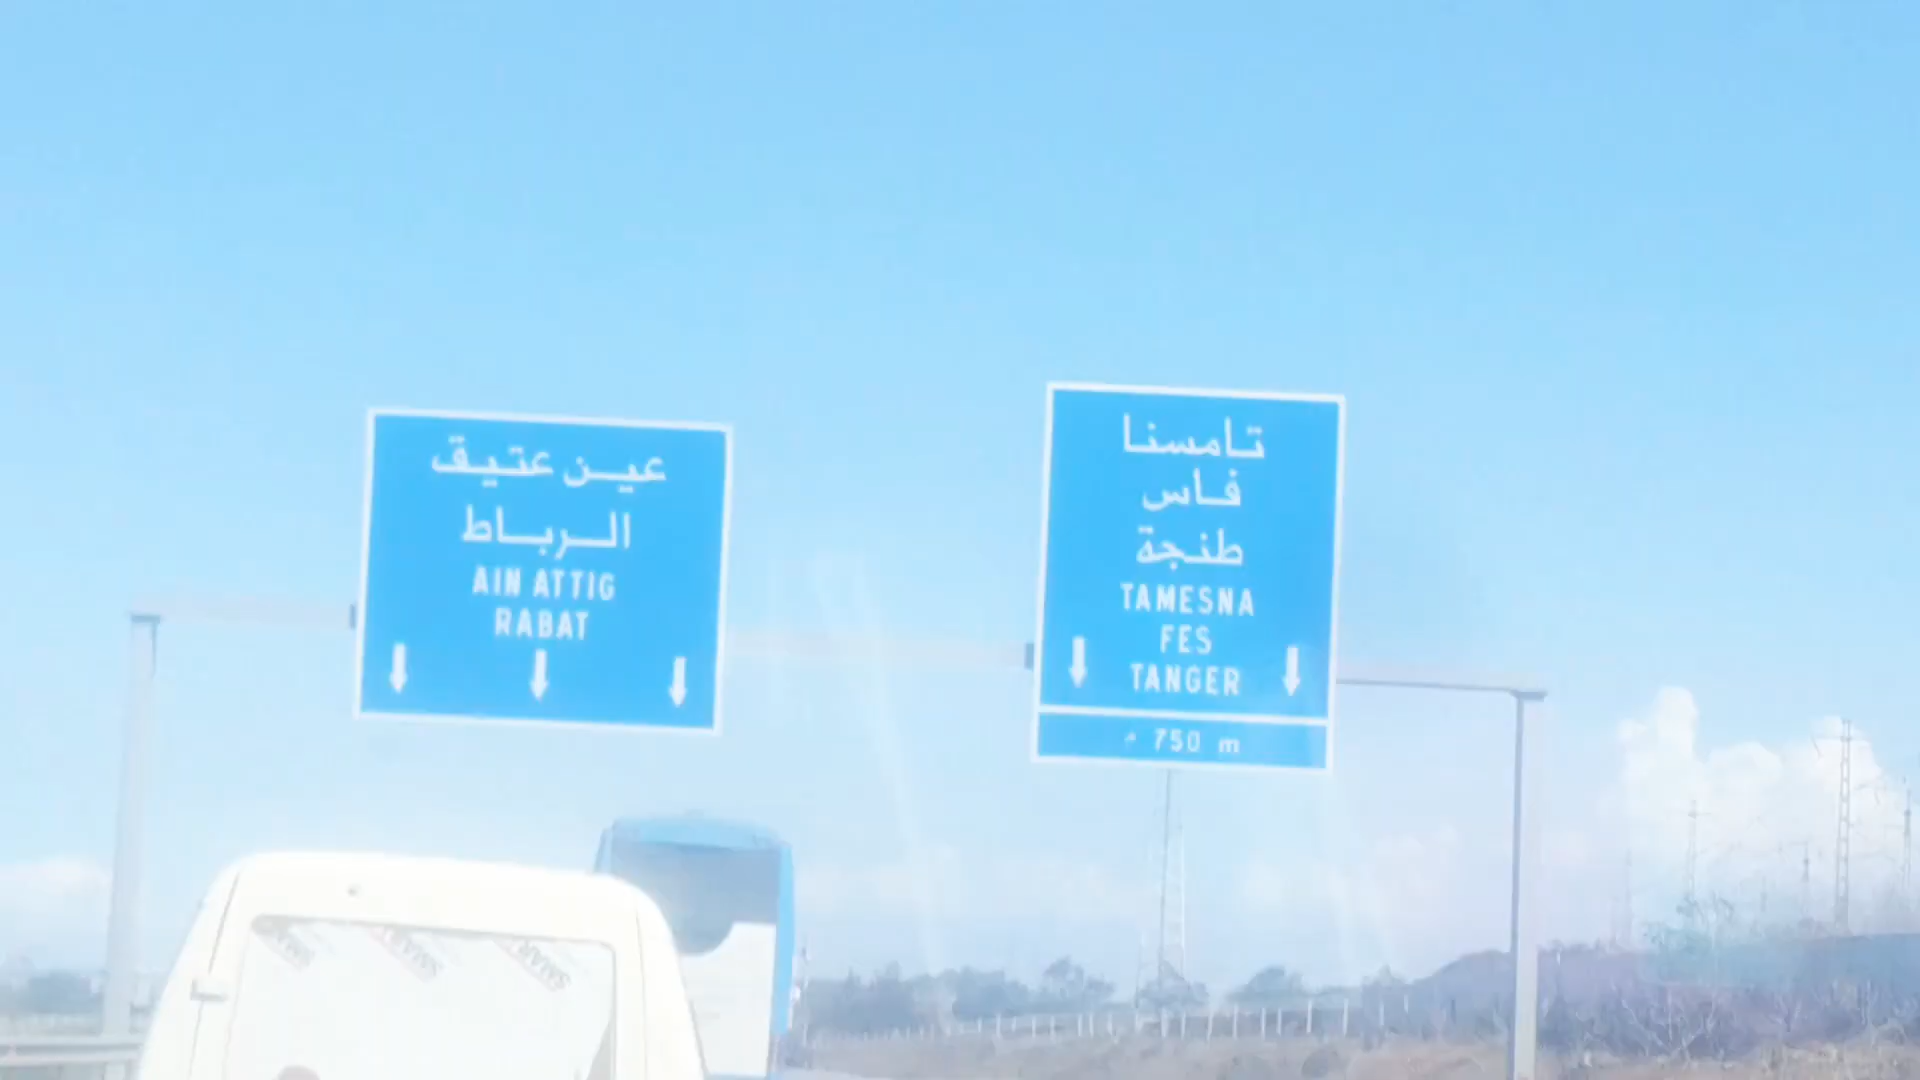 عين عتيق
الرباط
AIN ATTIG
RABAT
تامسنا
فاس
طنجة
TAMESNA
FES
TANGER
م 750 m